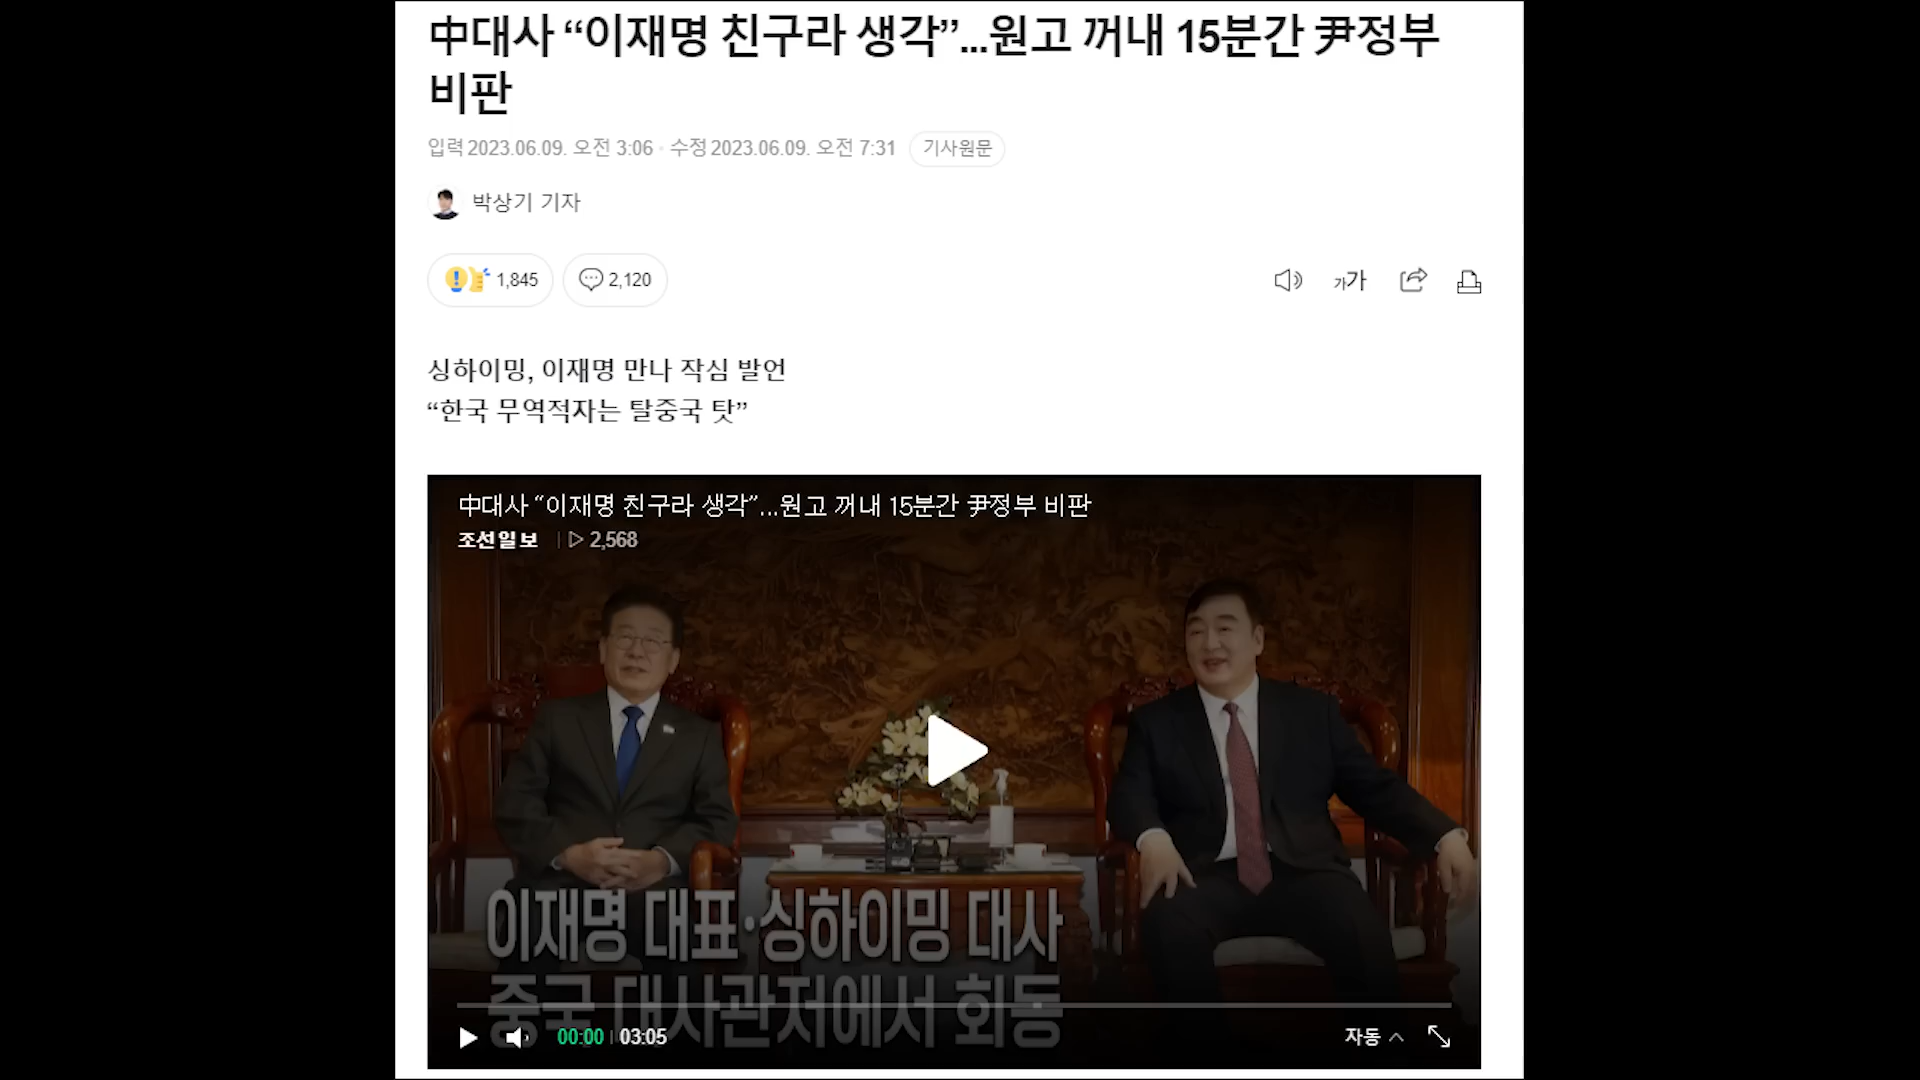 中대사 “이재명 친구라 생각”...원고 꺼내 15분간 尹정부
비판
입력 2023.06.09. 오전 3:06 · 수정 2023.06.09. 오전 7:31 기사원문
박상기 기자
1,845 2,120
가가
싱하이밍, 이재명 만나 작심 발언
“한국 무역적자는 탈중국 탓”
中대사 “이재명 친구라 생각”...원고 꺼내 15분간 尹정부 비판
조선일보 2,568
이재명 대표·싱하이밍 대사
중국 대사관저에서 회동
00:00 03:05 자동